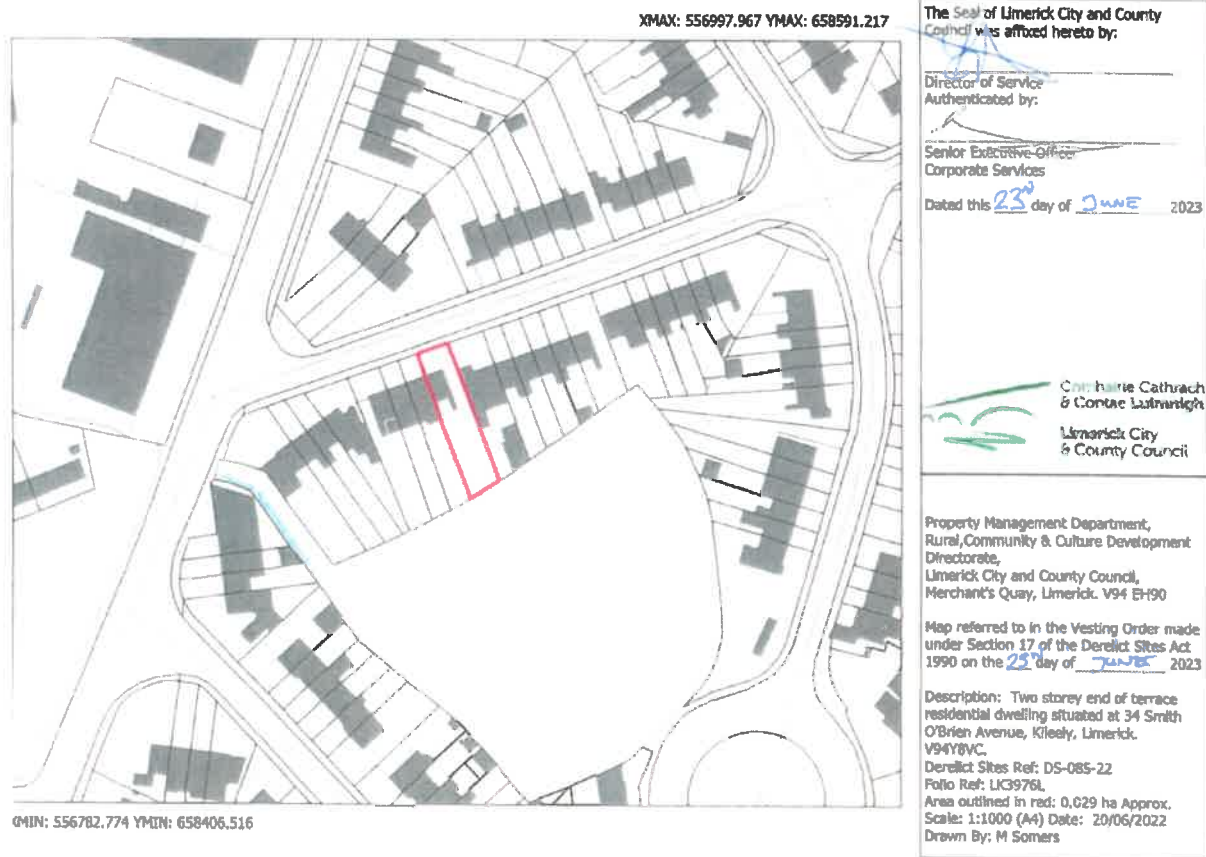 XMAX: 556997.967 YMAX: 658591.217
The Seal of Limerick City and County
Council was affixed hereto by:
Director of Service
Authenticated by:
Senior Executive Officer
Corporate Services
Dated this 23rd day of JUNE 2023
Comhairle Cathrach
& Contae Luimnigh
Limerick City
& County Council
Property Management Department,
Rural,Community & Culture Development
Directorate,
Limerick City and County Council,
Merchant's Quay, Limerick. V94 EH90
Map referred to in the Vesting Order made
under Section 17 of the Derelict Sites Act
1990 on the 23rd day of JUNE 2023
Description: Two storey end of terrace
residential dwelling situated at 34 Smith
O'Brien Avenue, Kileely, Limerick.
V94Y8VC.
Derelict Sites Ref: DS-085-22
Folio Ref: LK3976L
Area outlined in red: 0.029 ha Approx.
Scale: 1:1000 (A4) Date: 20/06/2022
Drawn By: M Somers
XMIN: 556782.774 YMIN: 658406.516